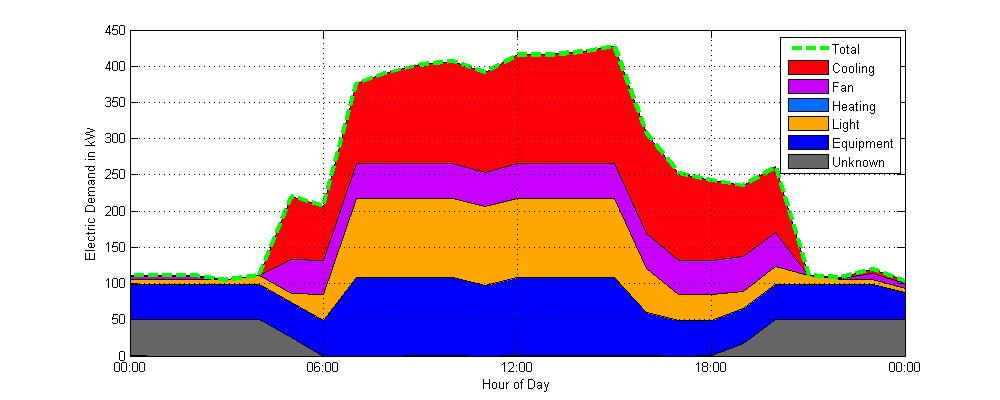 450
400
350
300
250
200
150
100
50
0
Electric Demand in kW
Total
Cooling
Fan
Heating
Light
Equipment
Unknown
00:00 06:00 12:00 18:00 00:00
Hour of Day